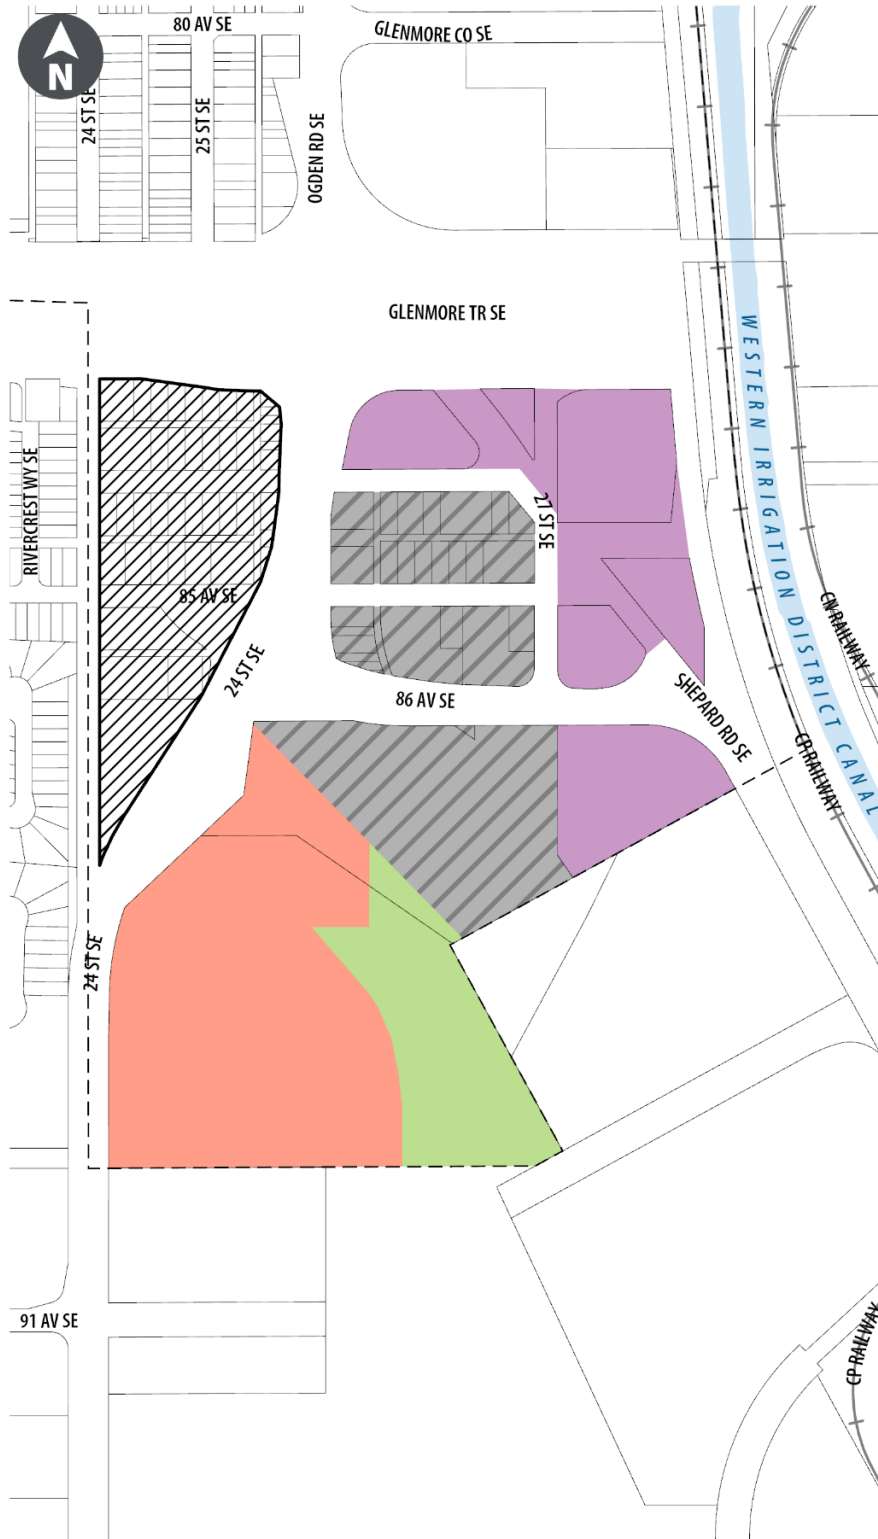 80 AV SE
GLENMORE CO SE
N
24 ST SE
25 ST SE
OGDEN RD SE
GLENMORE TR SE
WESTERN IRRIGATION DISTRICT CANAL
RIVERCREST WY SE
27 ST SE
85 AV SE
CN RAILWAY
24 ST SE
86 AV SE
SHEPARD RD SE
CP RAILWAY
24 ST SE
91 AV SE
CP RAILWAY